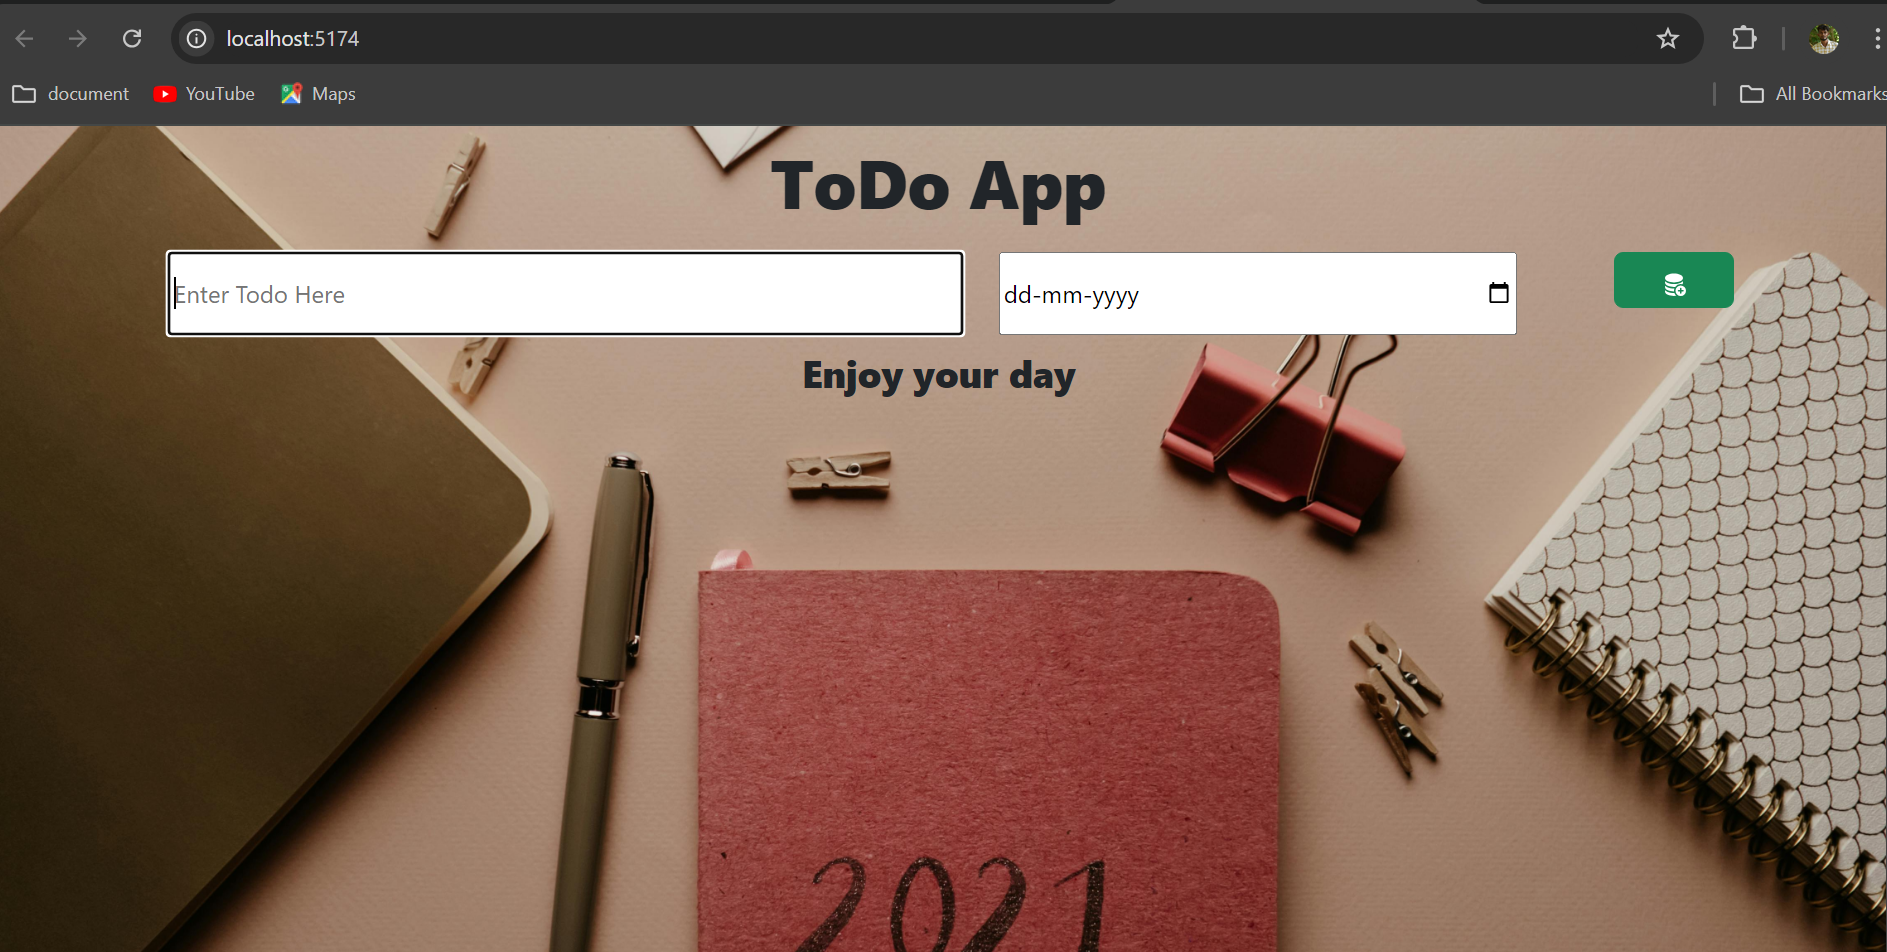 localhost:5174
document YouTube Maps All Bookmarks
ToDo App
Enter Todo Here dd-mm-yyyy
Enjoy your day
2021